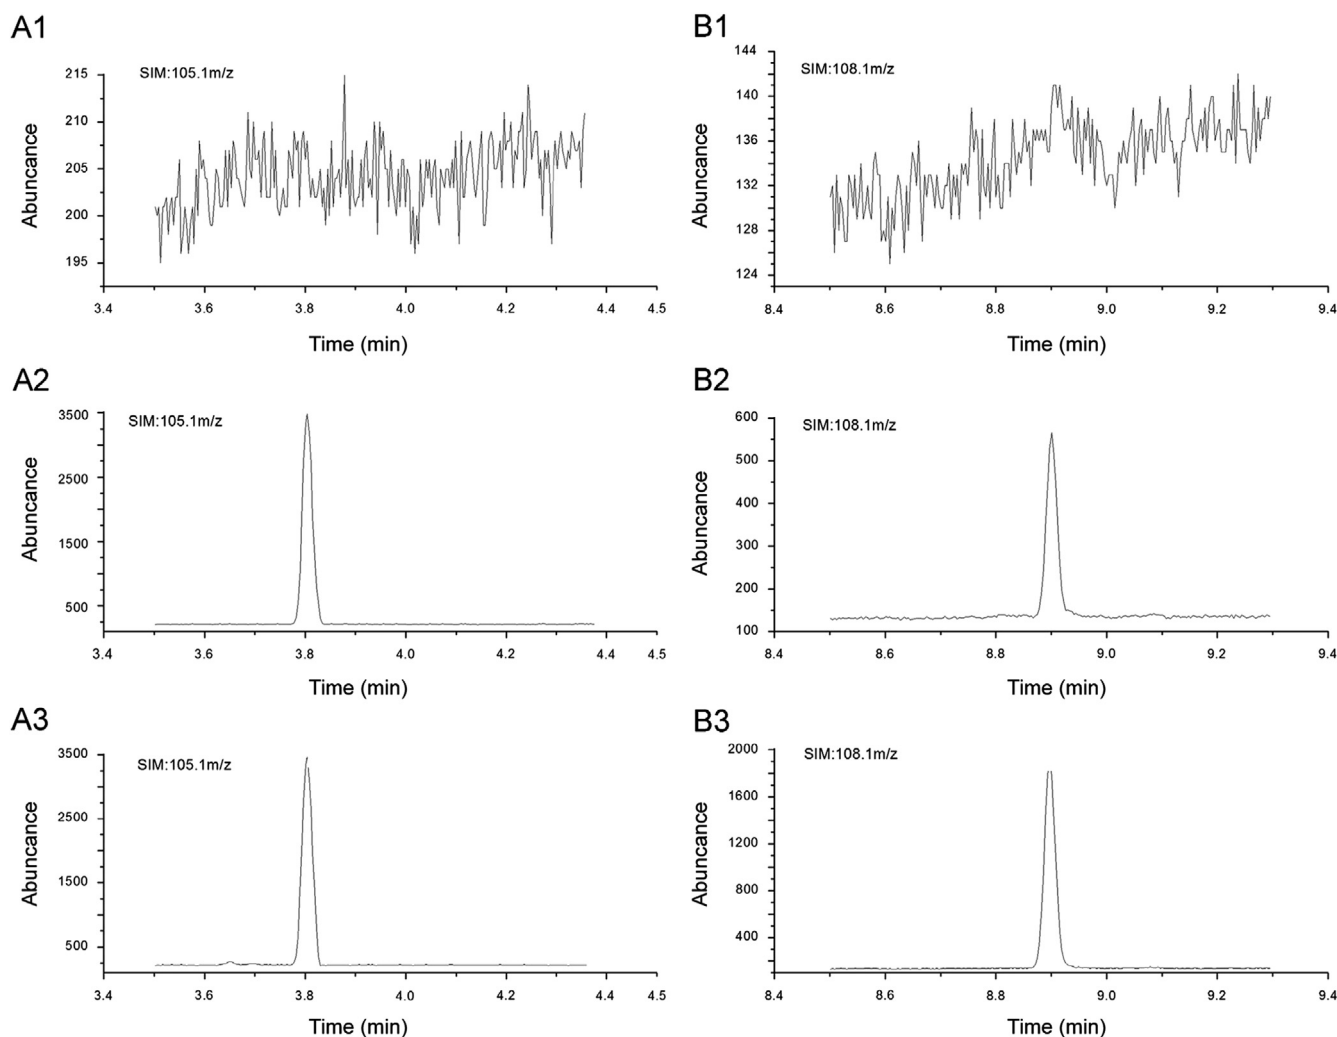 A1
SIM:105.1m/z
215
210
205
200
195
Abuncance
3.4 3.6 3.8 4.0 4.2 4.4 4.5
Time (min)
B1
SIM:108.1m/z
144
140
136
132
128
124
Abuncance
8.4 8.6 8.8 9.0 9.2 9.4
Time (min)
A2
SIM:105.1m/z
3500
2500
1500
500
Abuncance
3.4 3.6 3.8 4.0 4.2 4.4 4.5
Time (min)
B2
SIM:108.1m/z
600
500
400
300
200
100
Abuncance
8.4 8.6 8.8 9.0 9.2 9.4
Time (min)
A3
SIM:105.1m/z
3500
2500
1500
500
Abuncance
3.4 3.6 3.8 4.0 4.2 4.4 4.5
Time (min)
B3
SIM:108.1m/z
2000
1600
1200
800
400
Abuncance
8.4 8.6 8.8 9.0 9.2 9.4
Time (min)